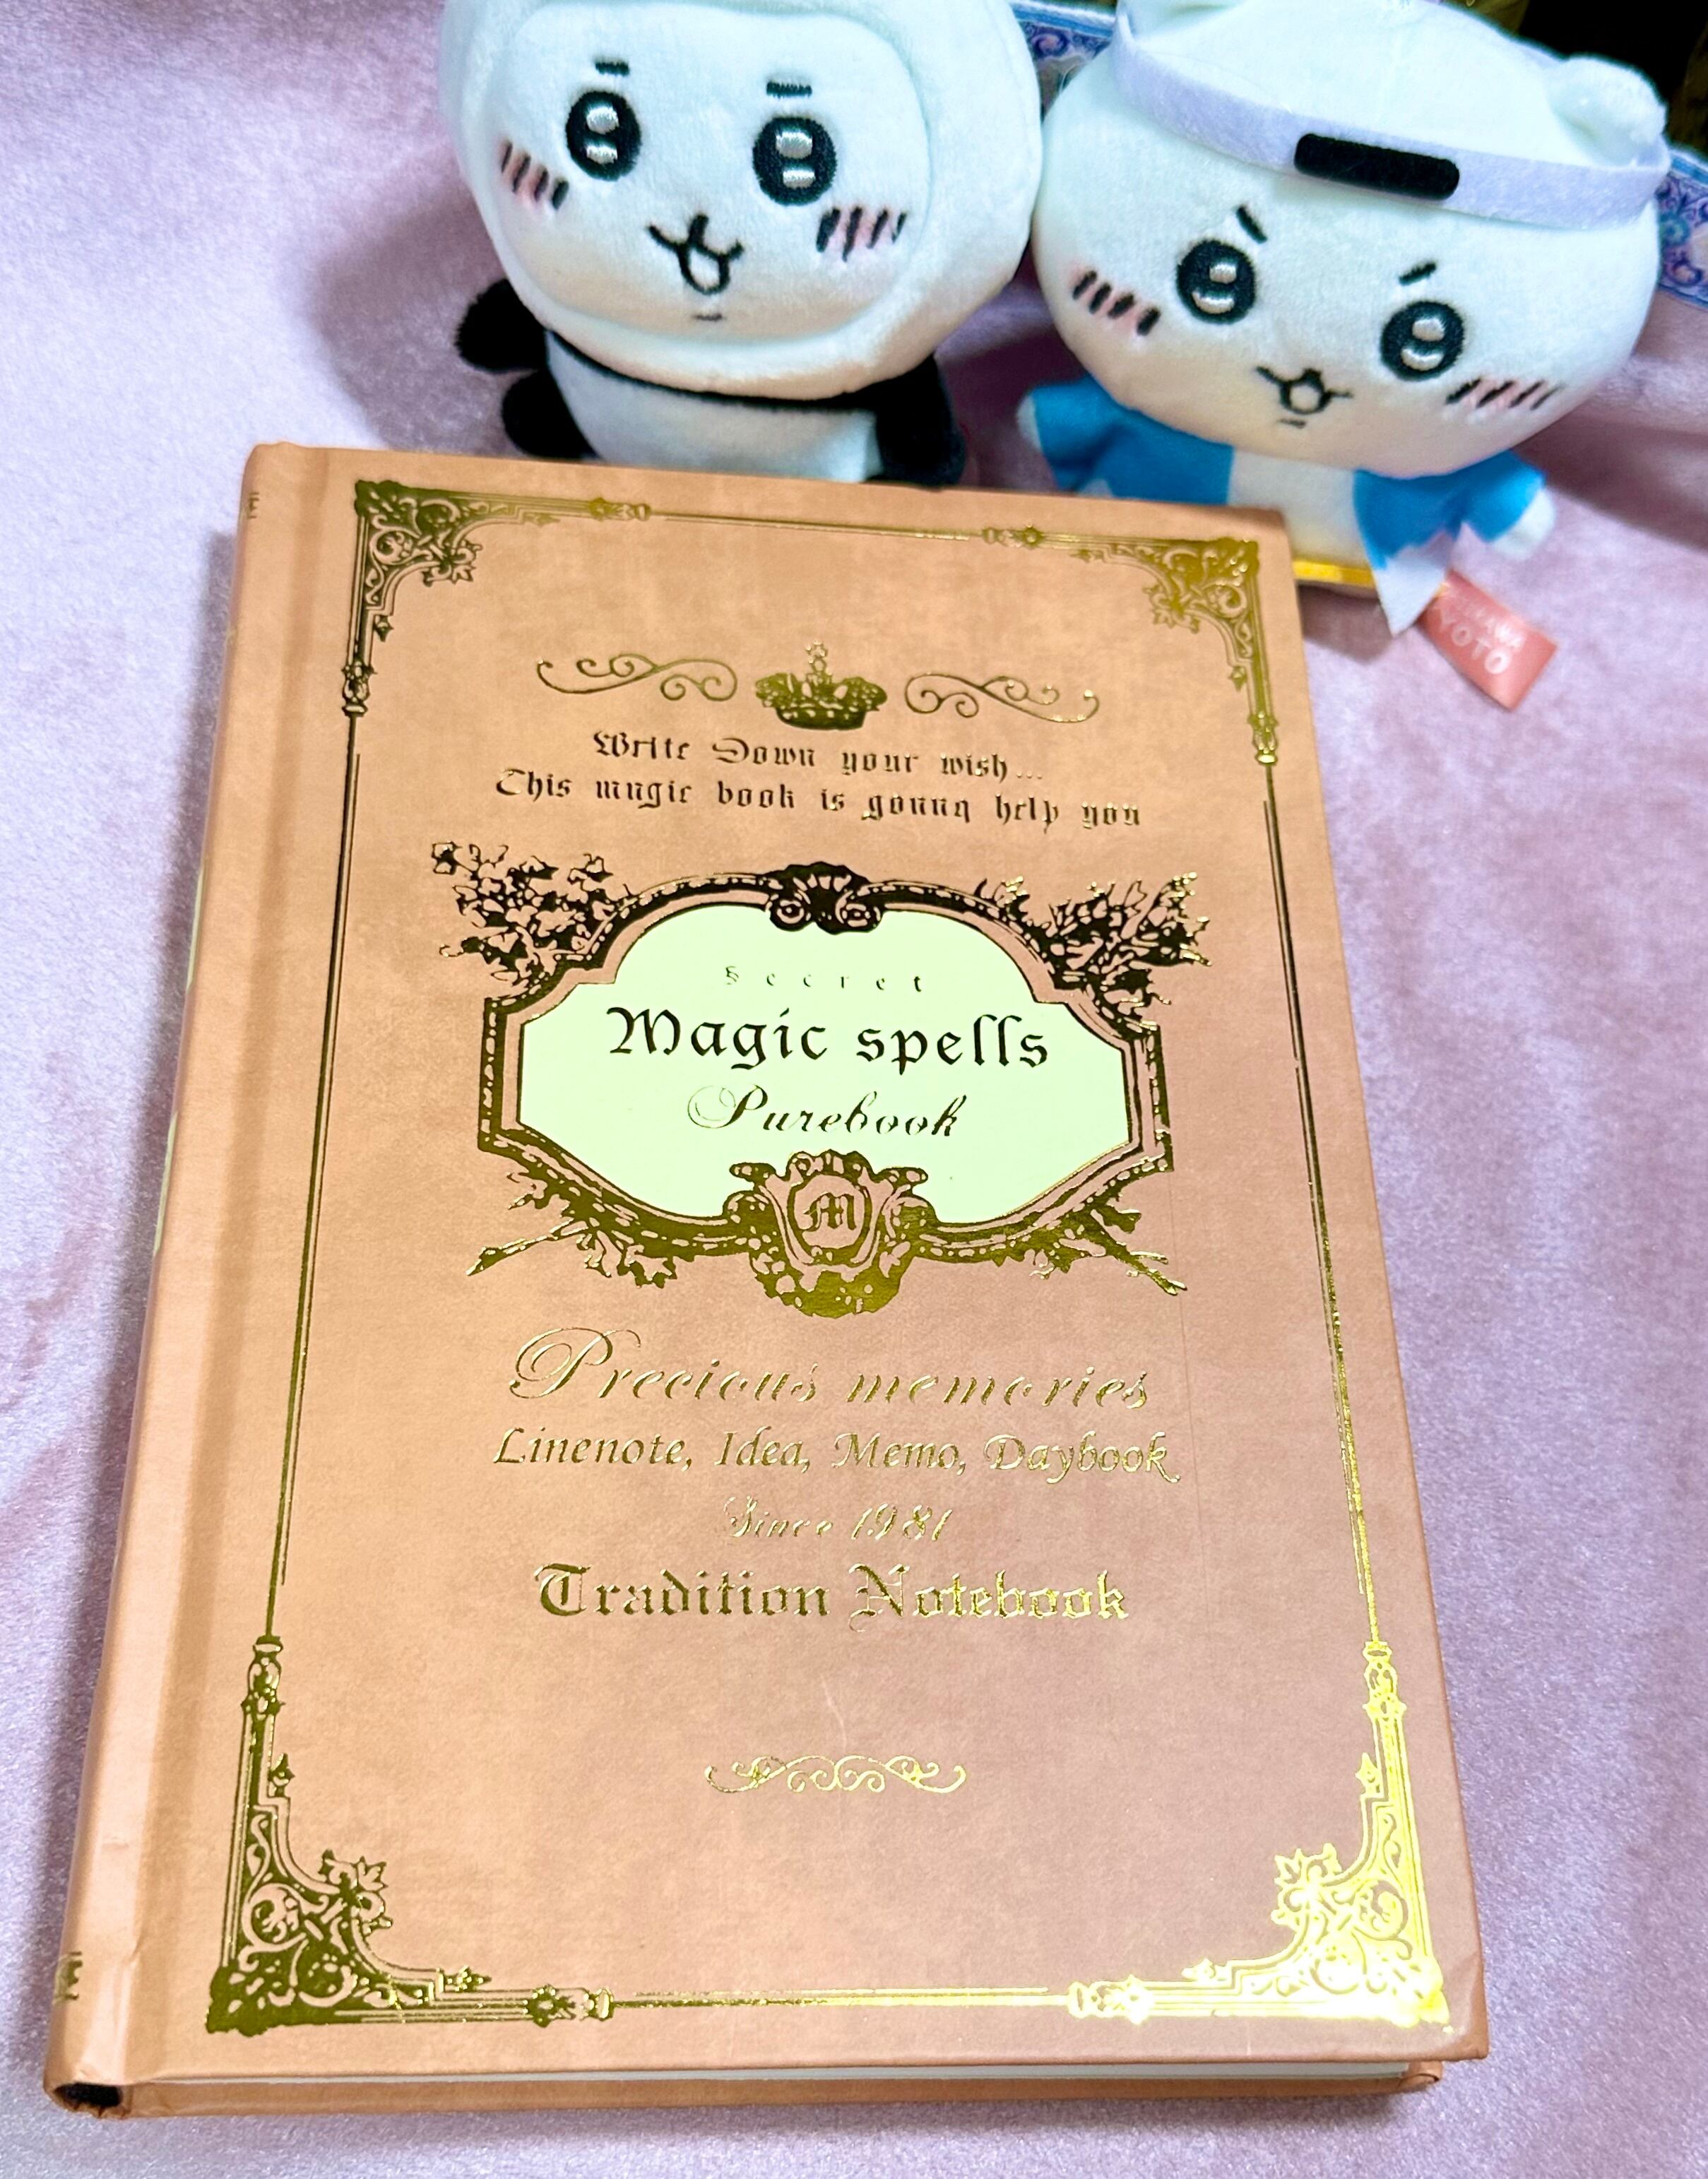 Write Down your wish...
This magic book is gonna help you
Secret
Magic spells
Purebook
M
Precious memories
Linenote, Idea, Memo, Daybook
Since 1981
Tradition Notebook